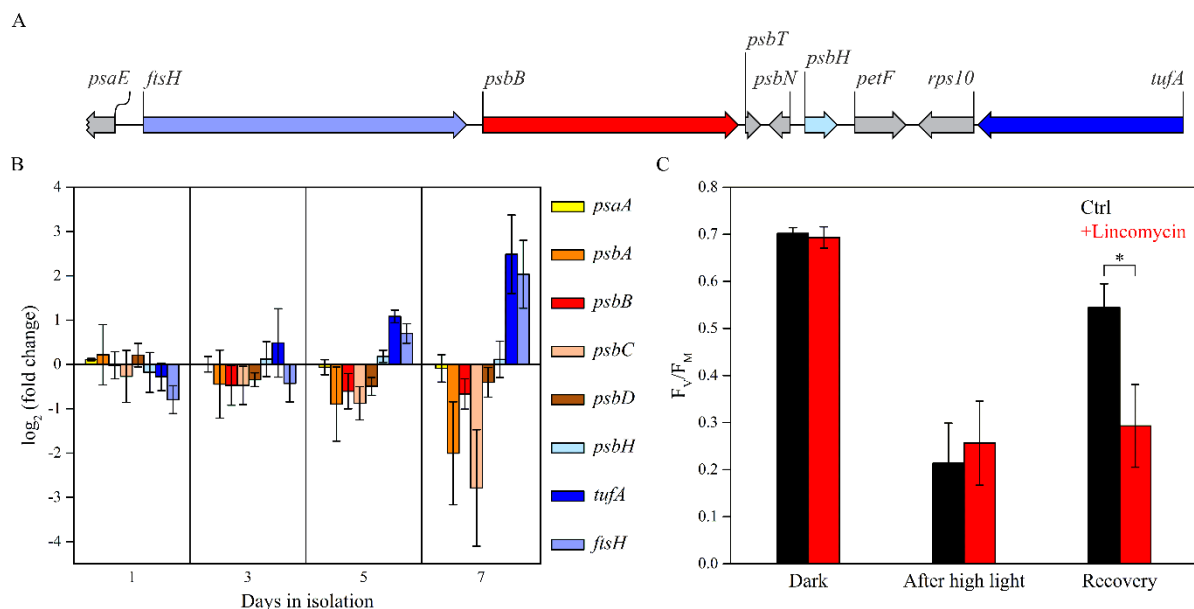 A
psbT
psbH
psaE
ftsH
psbB
psbN
petF
rps10
tufA
B
4
3
2
1
0
-1
-2
-3
-4
log2 (fold change)
1
3
5
7
Days in isolation
psaA
psbA
psbB
psbC
psbD
psbH
tufA
ftsH
C
0.8
0.7
0.6
0.5
0.4
0.3
0.2
0.1
0.0
FV/FM
Ctrl
+Lincomycin
*
Dark
After high light
Recovery